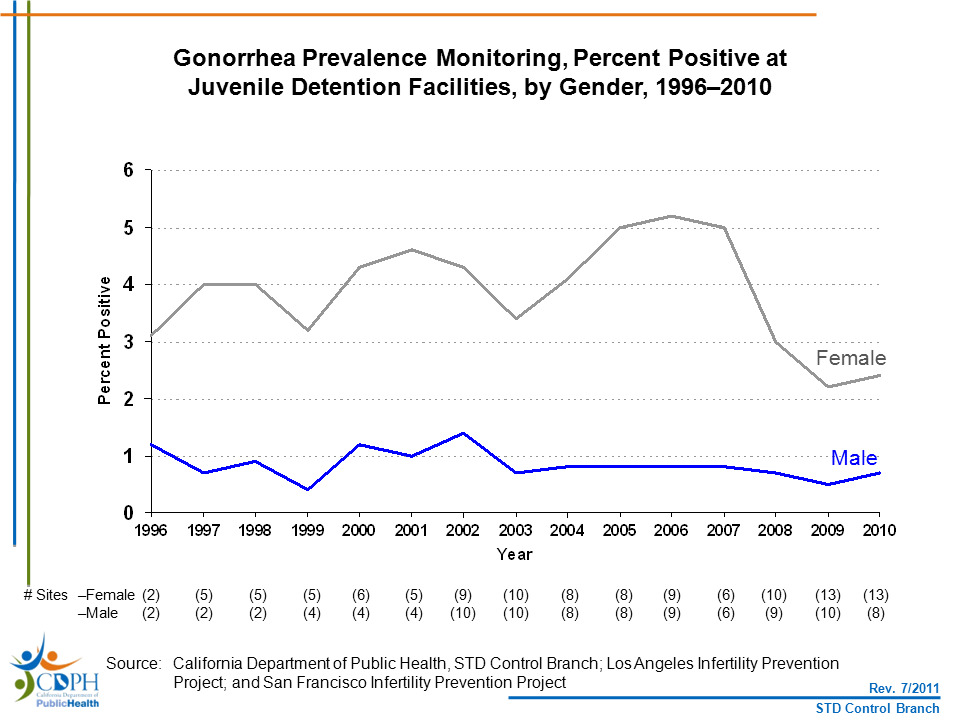 Gonorrhea Prevalence Monitoring, Percent Positive at
Juvenile Detention Facilities, by Gender, 1996–2010
6
5
4
3
2
1
0
Percent Positive
Female
Male
1996 1997 1998 1999 2000 2001 2002 2003 2004 2005 2006 2007 2008 2009 2010
Year
# Sites –Female (2) (5) (5) (5) (6) (5) (9) (10) (8) (8) (9) (6) (10) (13) (13)
–Male (2) (2) (2) (4) (4) (4) (10) (10) (8) (8) (9) (6) (9) (10) (8)
Source: California Department of Public Health, STD Control Branch; Los Angeles Infertility Prevention
Project; and San Francisco Infertility Prevention Project
CDPH
California Department of
PublicHealth
Rev. 7/2011
STD Control Branch